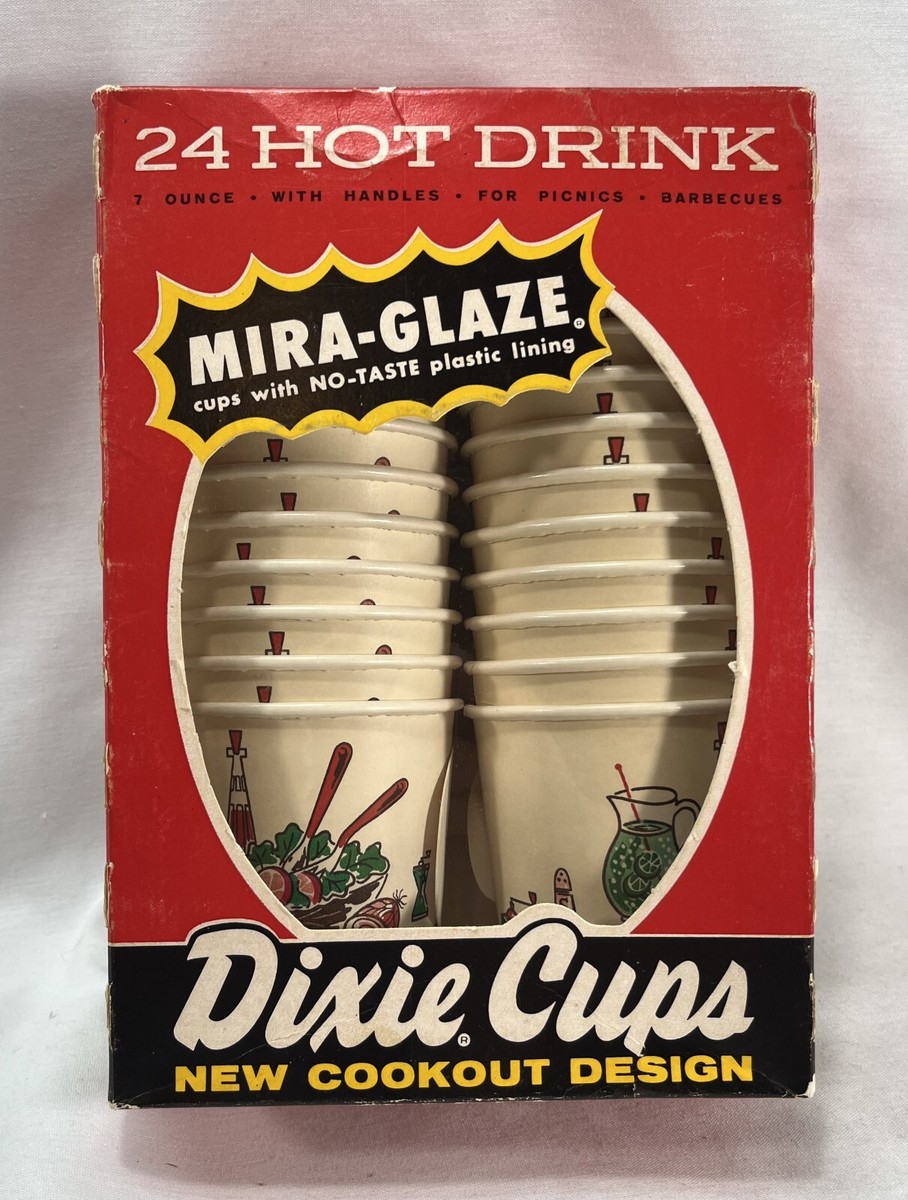 24 HOT DRINK
7 OUNCE • WITH HANDLES • FOR PICNICS • BARBECUES
MIRA-GLAZE®
cups with NO-TASTE plastic lining
Dixie® Cups
NEW COOKOUT DESIGN